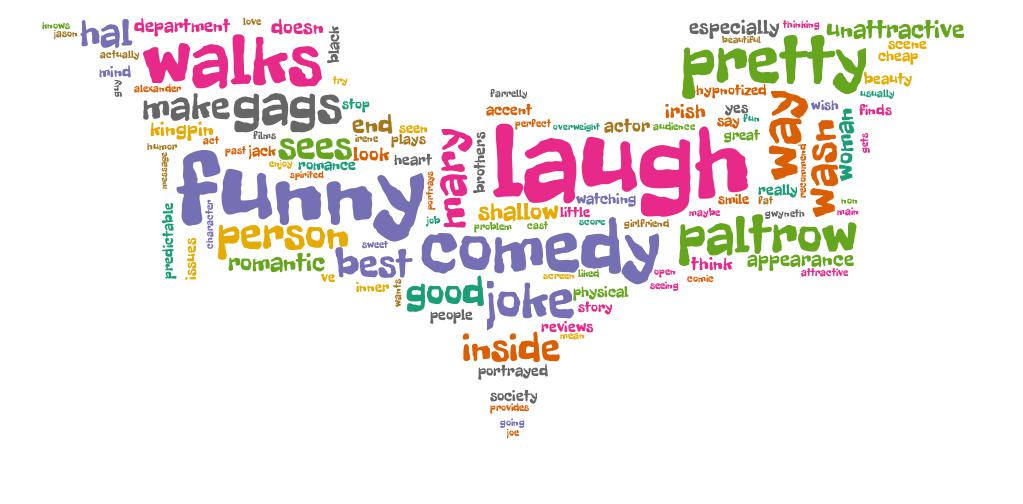 knows
jason
hal
department
love
doesn
black
especially
thinking
unattractive
beautiful
scene
cheap
actually
walks
pretty
mind
guy
alexander
try
beauty
hypnotized
usually
make
gags
stop
farrelly
accent
irish
yes
way
wish
finds
kingpin
act
films
end
seen
perfect
overweight
actor
audience
say
fun
great
wash
woman
gets
humor
past
jack
sees
irene
plays
look
mary
brothers
laugh
recommend
message
enjoy
romance
spirited
heart
funny
portrays
watching
smile
fat
really
non
main
predictable
character
job
shallow
little
problem
cast
score
girlfriend
maybe
gwyneth
person
issues
sweet
comedy
paltrow
romantic
ve
best
inner
wants
screen
liked
open
think
comic
appearance
attractive
seeing
good
joke
physical
story
people
reviews
mean
inside
portrayed
society
provides
going
joe